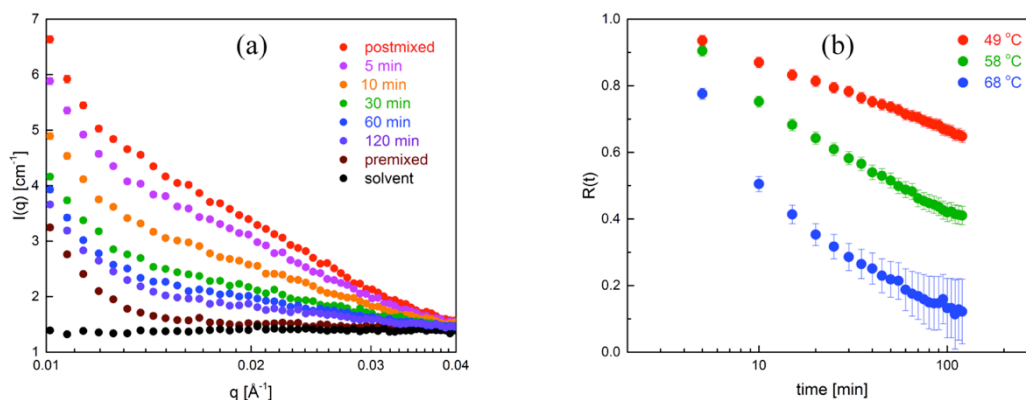 (a)
postmixed
5 min
10 min
30 min
60 min
120 min
premixed
solvent
7
6
5
4
3
2
1
I(q) [cm⁻¹]
0.01 0.02 0.03 0.04
q [Å⁻¹]
(b)
49 °C
58 °C
68 °C
1.0
0.8
0.6
0.4
0.2
0.0
R(t)
10 100
time [min]